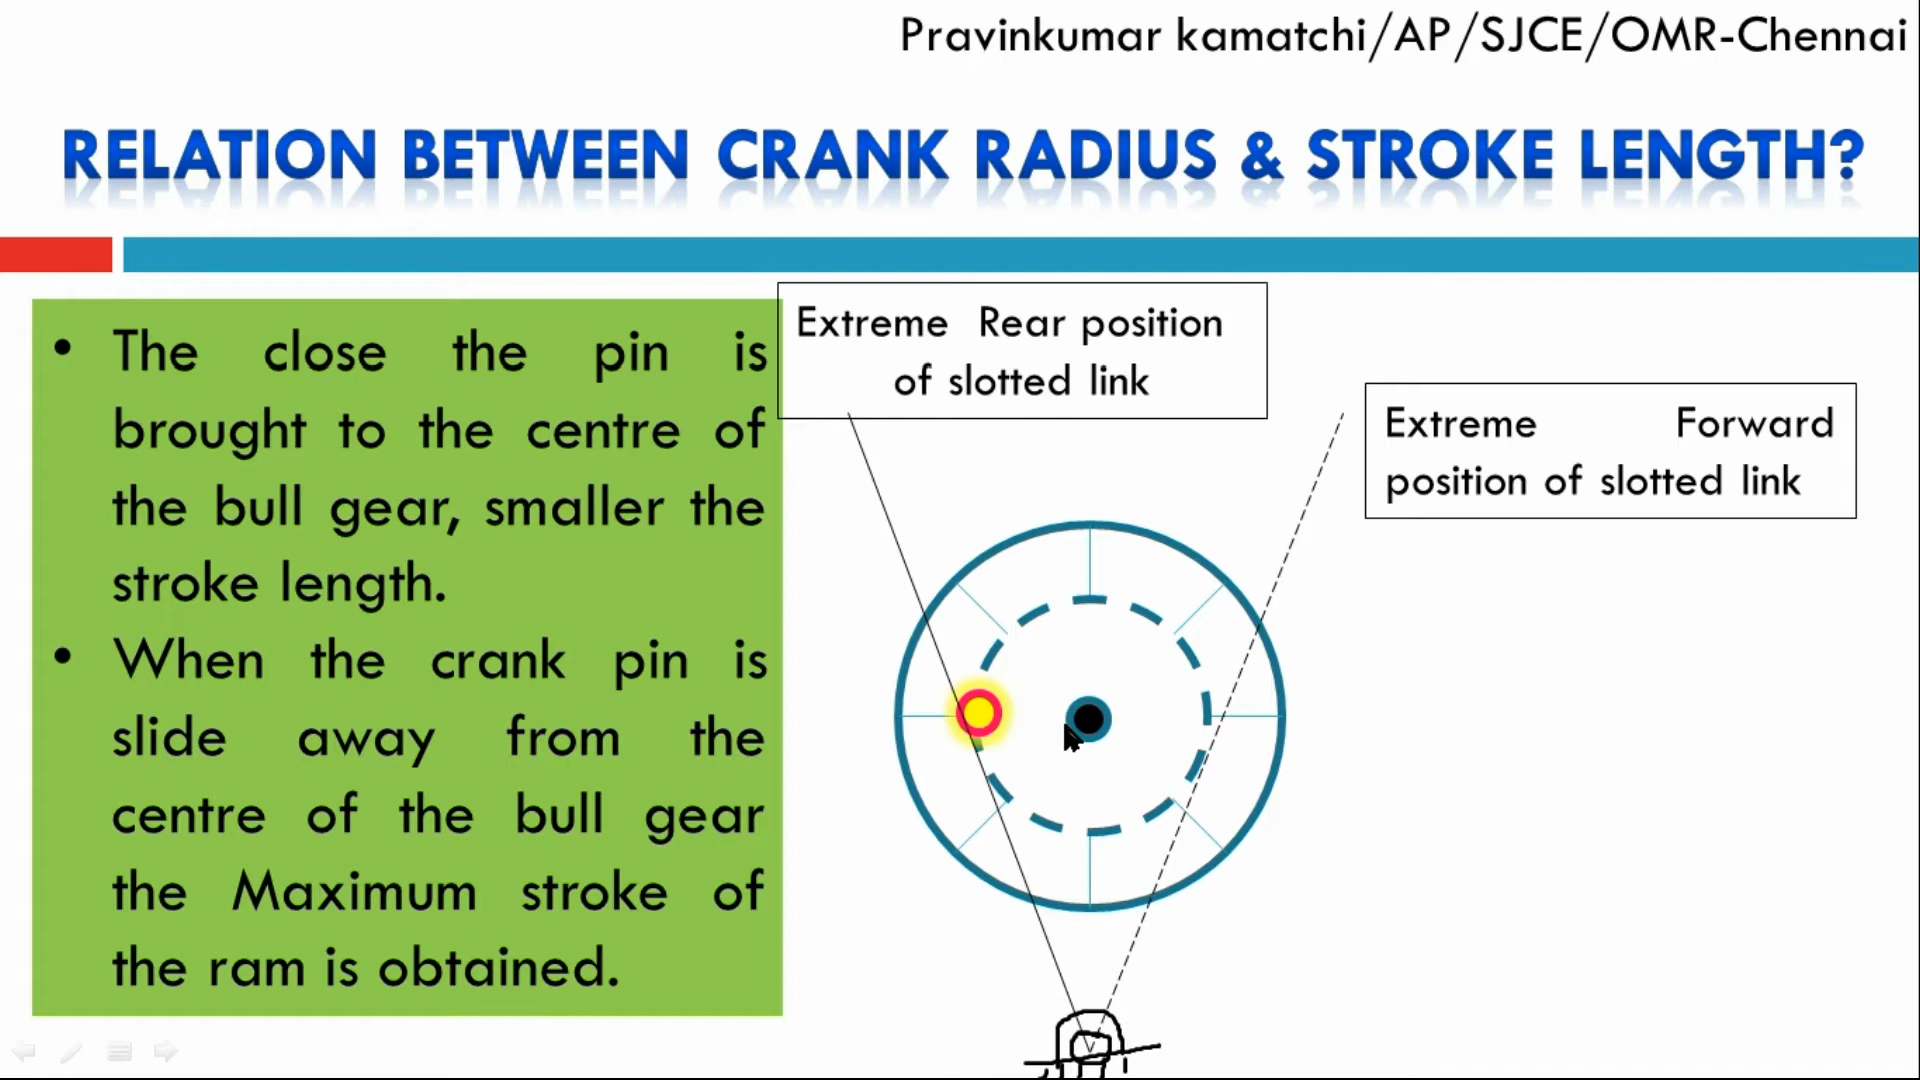 Pravinkumar kamatchi/AP/SJCE/OMR-Chennai
RELATION BETWEEN CRANK RADIUS & STROKE LENGTH?
• The close the pin is
brought to the centre of
the bull gear, smaller the
stroke length.
• When the crank pin is
slide away from the
centre of the bull gear
the Maximum stroke of
the ram is obtained.
Extreme Rear position
of slotted link
Extreme Forward
position of slotted link